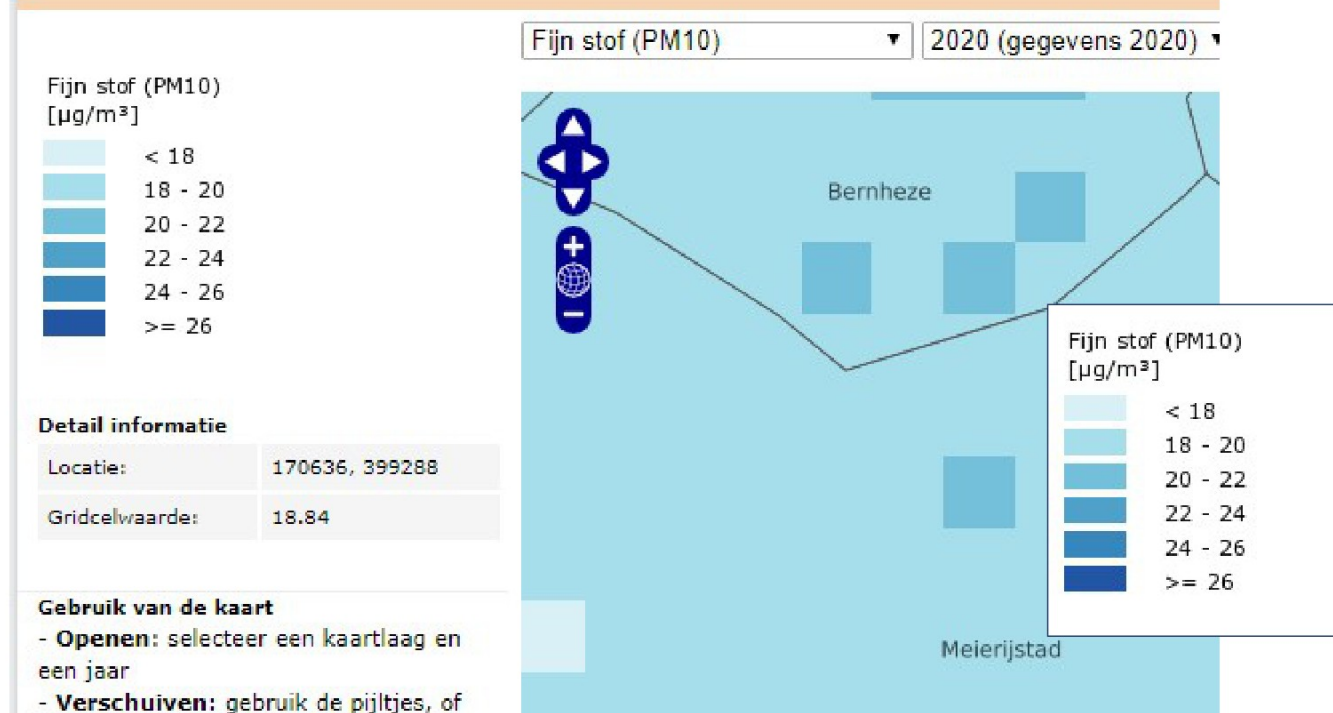 Fijn stof (PM10)
2020 (gegevens 2020)
Fijn stof (PM10)
[µg/m³]
< 18
18 - 20
20 - 22
22 - 24
24 - 26
>= 26
Detail informatie
Locatie: 170636, 399288
Gridcelwaarde: 18.84
Gebruik van de kaart
- Openen: selecteer een kaartlaag en
een jaar
- Verschuiven: gebruik de pijltjes, of
Bernheze
Meierijstad
Fijn stof (PM10)
[µg/m³]
< 18
18 - 20
20 - 22
22 - 24
24 - 26
>= 26